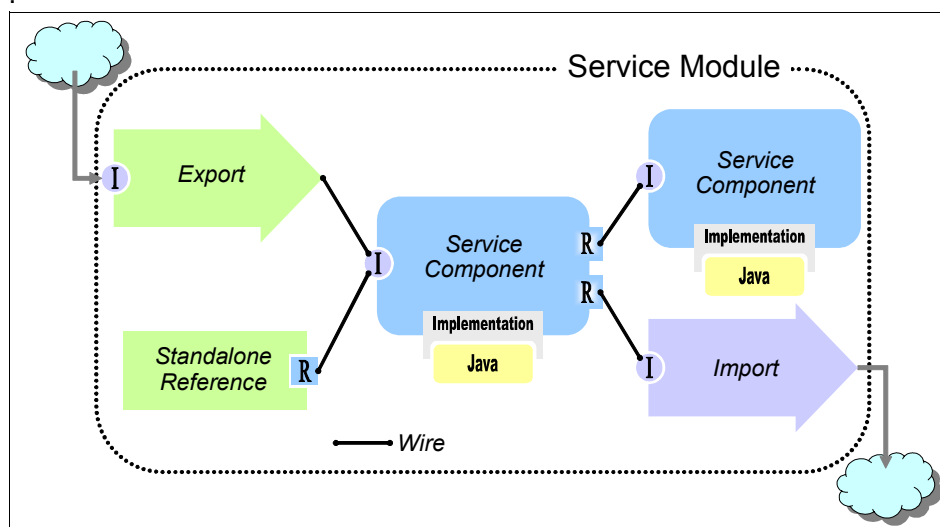 Service Module
I
Export
I
Service
Component
R
R
Implementation
Java
I
Service
Component
Implementation
Java
Standalone
Reference
R
I
Import
Wire